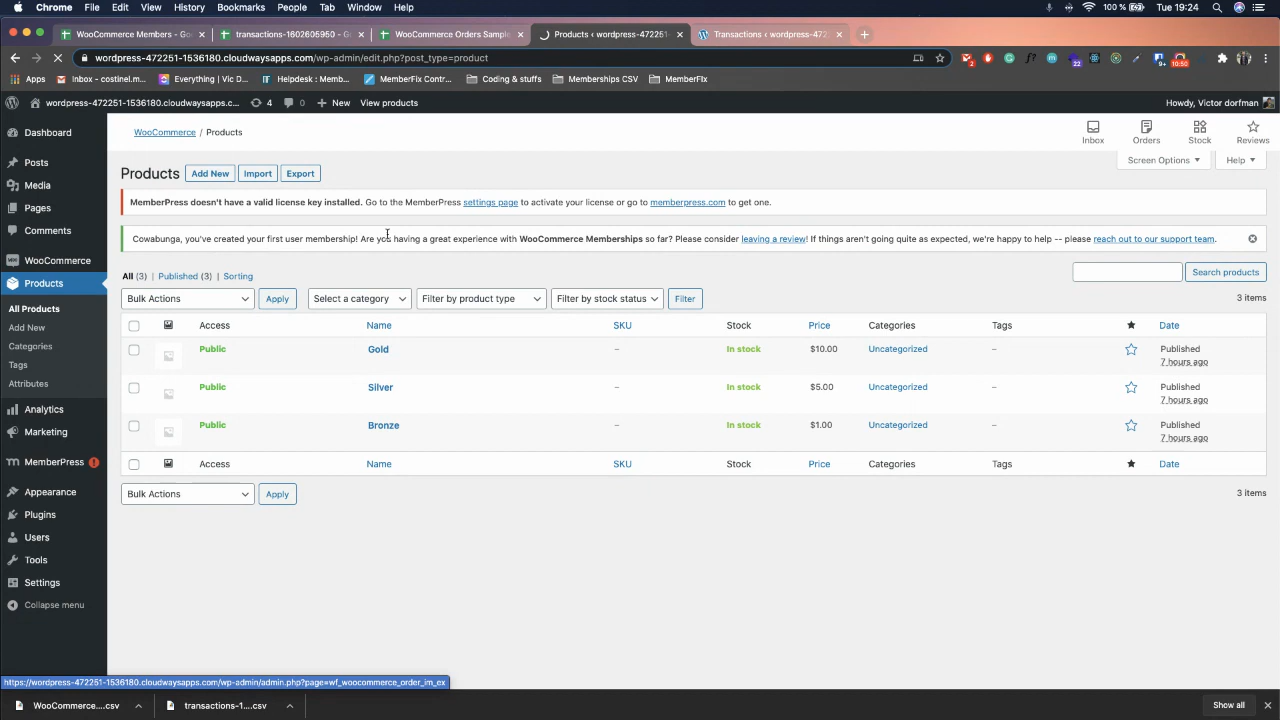 Chrome File Edit View History Bookmarks People Tab Window Help 100 % Tue 19:24
WooCommerce Members - Go transactions-1602605950 - G WooCommerce Orders Sample Products ‹ wordpress-472251- Transactions ‹ wordpress-472
wordpress-472251-1536180.cloudwaysapps.com/wp-admin/edit.php?post_type=product
Apps Inbox - costinel.m... Everything | Vic D... Helpdesk : Memb... MemberFix Contr... Coding & stuffs Memberships CSV MemberFix
wordpress-472251-1536180.cloudwaysapps.c... 4 0 New View products Howdy, Victor dorfman
Dashboard
Posts
Media
Pages
Comments
WooCommerce
Products
All Products
Add New
Categories
Tags
Attributes
Analytics
Marketing
MemberPress
Appearance
Plugins
Users
Tools
Settings
Collapse menu
WooCommerce / Products
Inbox Orders Stock Reviews
Screen Options Help
Products Add New Import Export
MemberPress doesn't have a valid license key installed. Go to the MemberPress settings page to activate your license or go to memberpress.com to get one.
Cowabunga, you've created your first user membership! Are you having a great experience with WooCommerce Memberships so far? Please consider leaving a review! If things aren't going quite as expected, we're happy to help -- please reach out to our support team.
All (3) | Published (3) | Sorting
Search products
Bulk Actions Apply Select a category Filter by product type Filter by stock status Filter 3 items
Access Name SKU Stock Price Categories Tags Date
Public Gold – In stock $10.00 Uncategorized – Published
7 hours ago
Public Silver – In stock $5.00 Uncategorized – Published
7 hours ago
Public Bronze – In stock $1.00 Uncategorized – Published
7 hours ago
Access Name SKU Stock Price Categories Tags Date
Bulk Actions Apply 3 items
https://wordpress-472251-1536180.cloudwaysapps.com/wp-admin/admin.php?page=wf_woocommerce_order_im_ex
WooCommerce....csv transactions-1....csv Show all